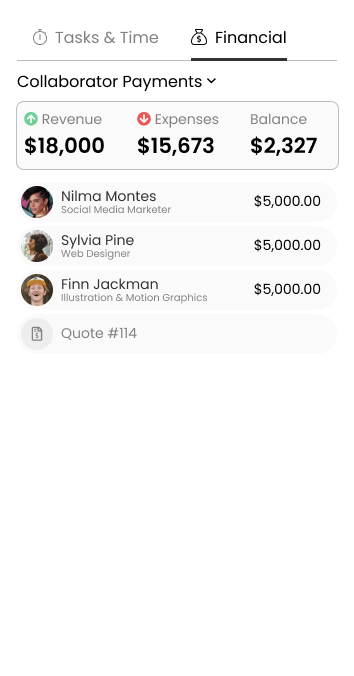 Tasks & Time
Financial
Collaborator Payments
Revenue
Expenses
Balance
$18,000
$15,673
$2,327
Nilma Montes
Social Media Marketer
$5,000.00
Sylvia Pine
Web Designer
$5,000.00
Finn Jackman
Illustration & Motion Graphics
$5,000.00
Quote #114